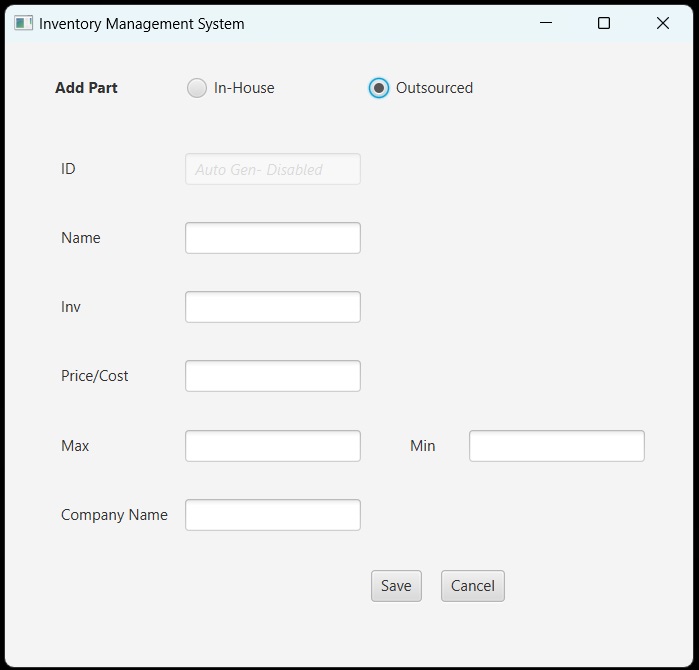 Inventory Management System
Add Part In-House Outsourced
ID Auto Gen- Disabled
Name
Inv
Price/Cost
Max Min
Company Name
Save Cancel